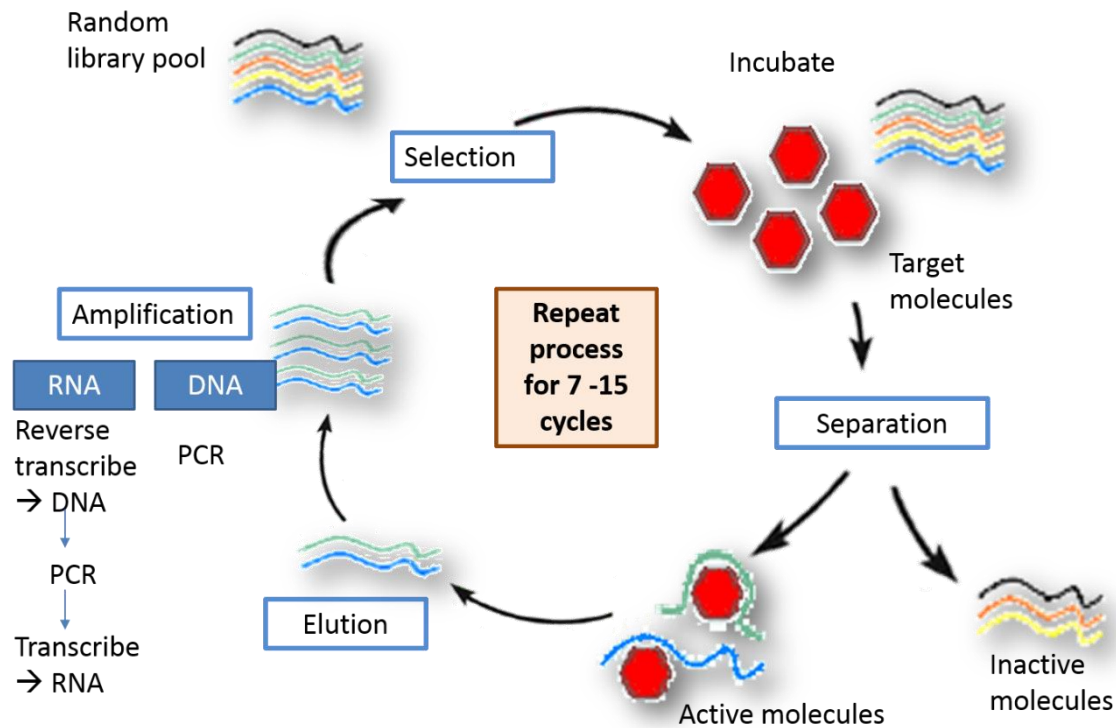 Random
library pool
Selection
Incubate
Target
molecules
Amplification
RNA
DNA
Reverse
transcribe
→ DNA
PCR
Transcribe
→ RNA
PCR
Repeat
process
for 7 -15
cycles
Separation
Elution
Active molecules
Inactive
molecules